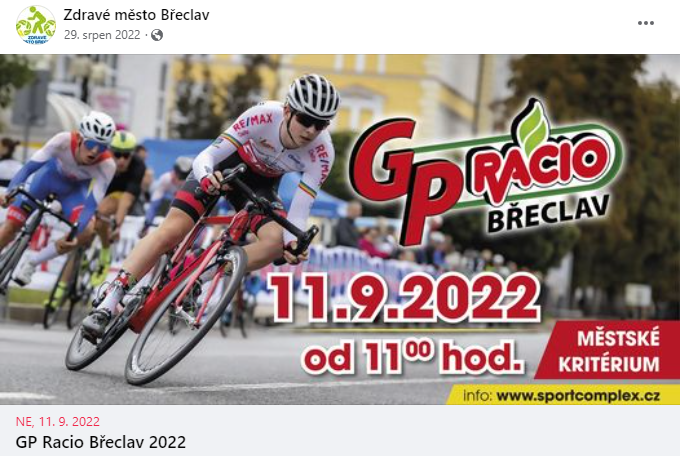 Zdravé město Břeclav
29. srpen 2022 ·
ZDRAVÉ
RE/MAX
GP RACIO
BŘECLAV
11.9.2022
od 11⁰⁰ hod.
MĚSTSKÉ
KRITÉRIUM
info: www.sportcomplex.cz
NE, 11. 9. 2022
GP Racio Břeclav 2022